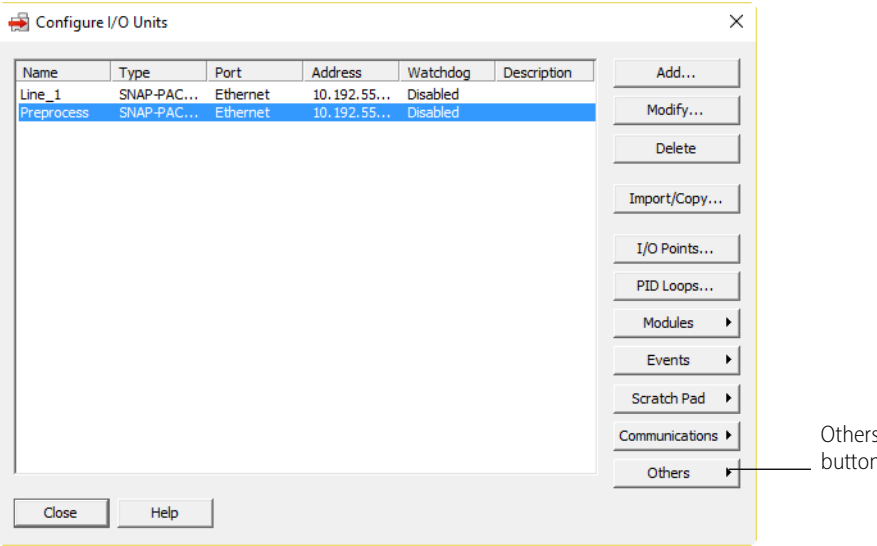 Configure I/O Units
Name Type Port Address Watchdog Description
Line_1 SNAP-PAC... Ethernet 10.192.55... Disabled
Preprocess SNAP-PAC... Ethernet 10.192.55... Disabled
Add...
Modify...
Delete
Import/Copy...
I/O Points...
PID Loops...
Modules
Events
Scratch Pad
Communications
Others
Close Help
Others
button